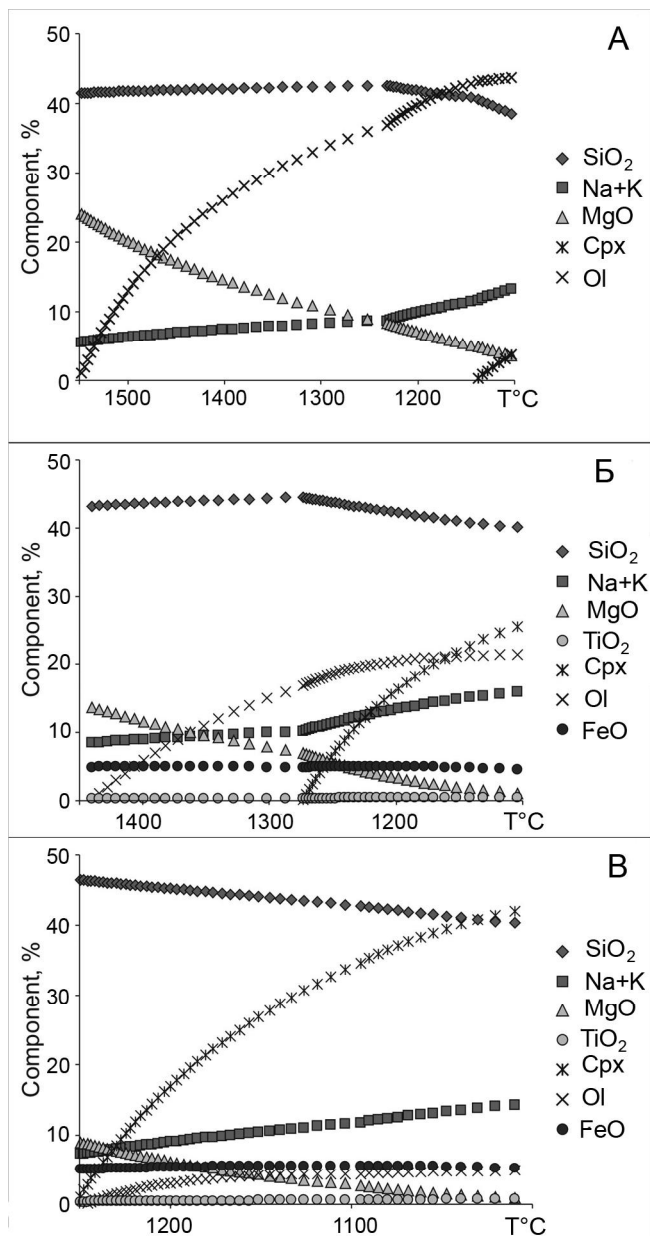 А
50
40
30
20
10
0
Component, %
SiO₂
Na+K
MgO
Cpx
Ol
1500
1400
1300
1200
T°C
Б
50
40
30
20
10
0
Component, %
SiO₂
Na+K
MgO
TiO₂
Cpx
Ol
FeO
1400
1300
1200
T°C
В
50
40
30
20
10
0
Component, %
SiO₂
Na+K
MgO
TiO₂
Cpx
Ol
FeO
1200
1100
T°C